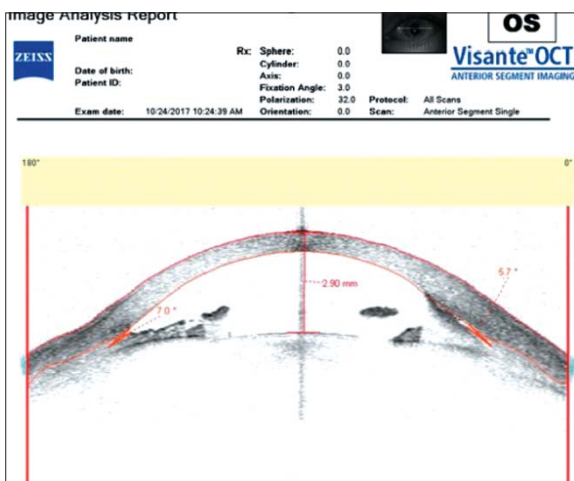 Image Analysis Report
ZEISS
Patient name
Date of birth:
Patient ID:
Exam date: 10/24/2017 10:24:39 AM
Rx: Sphere: 0.0
Cylinder: 0.0
Axis: 0.0
Fixation Angle: 3.0
Polarization: 32.0 Protocol: All Scans
Orientation: 0.0 Scan: Anterior Segment Single
OS
Visante™OCT
ANTERIOR SEGMENT IMAGING
180°
0°
2.90 mm
7.0°
5.7°